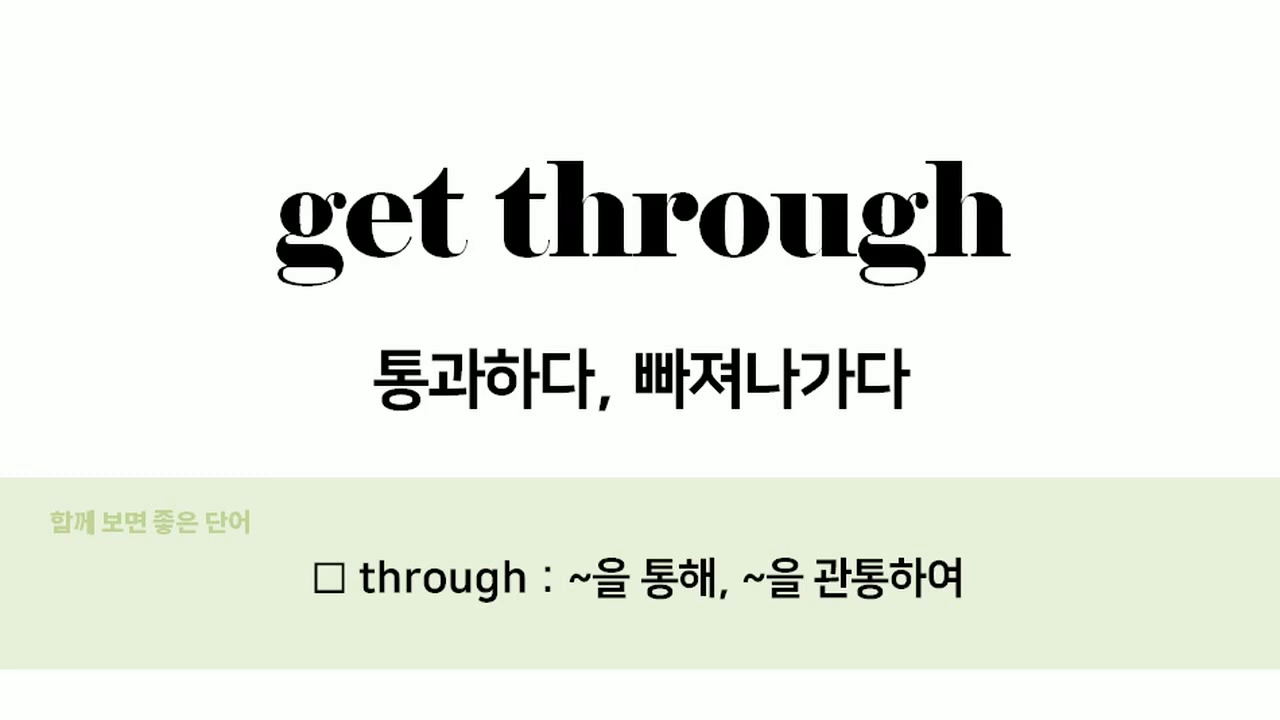 get through
통과하다, 빠져나가다
함께 보면 좋은 단어
□ through : ~을 통해, ~을 관통하여